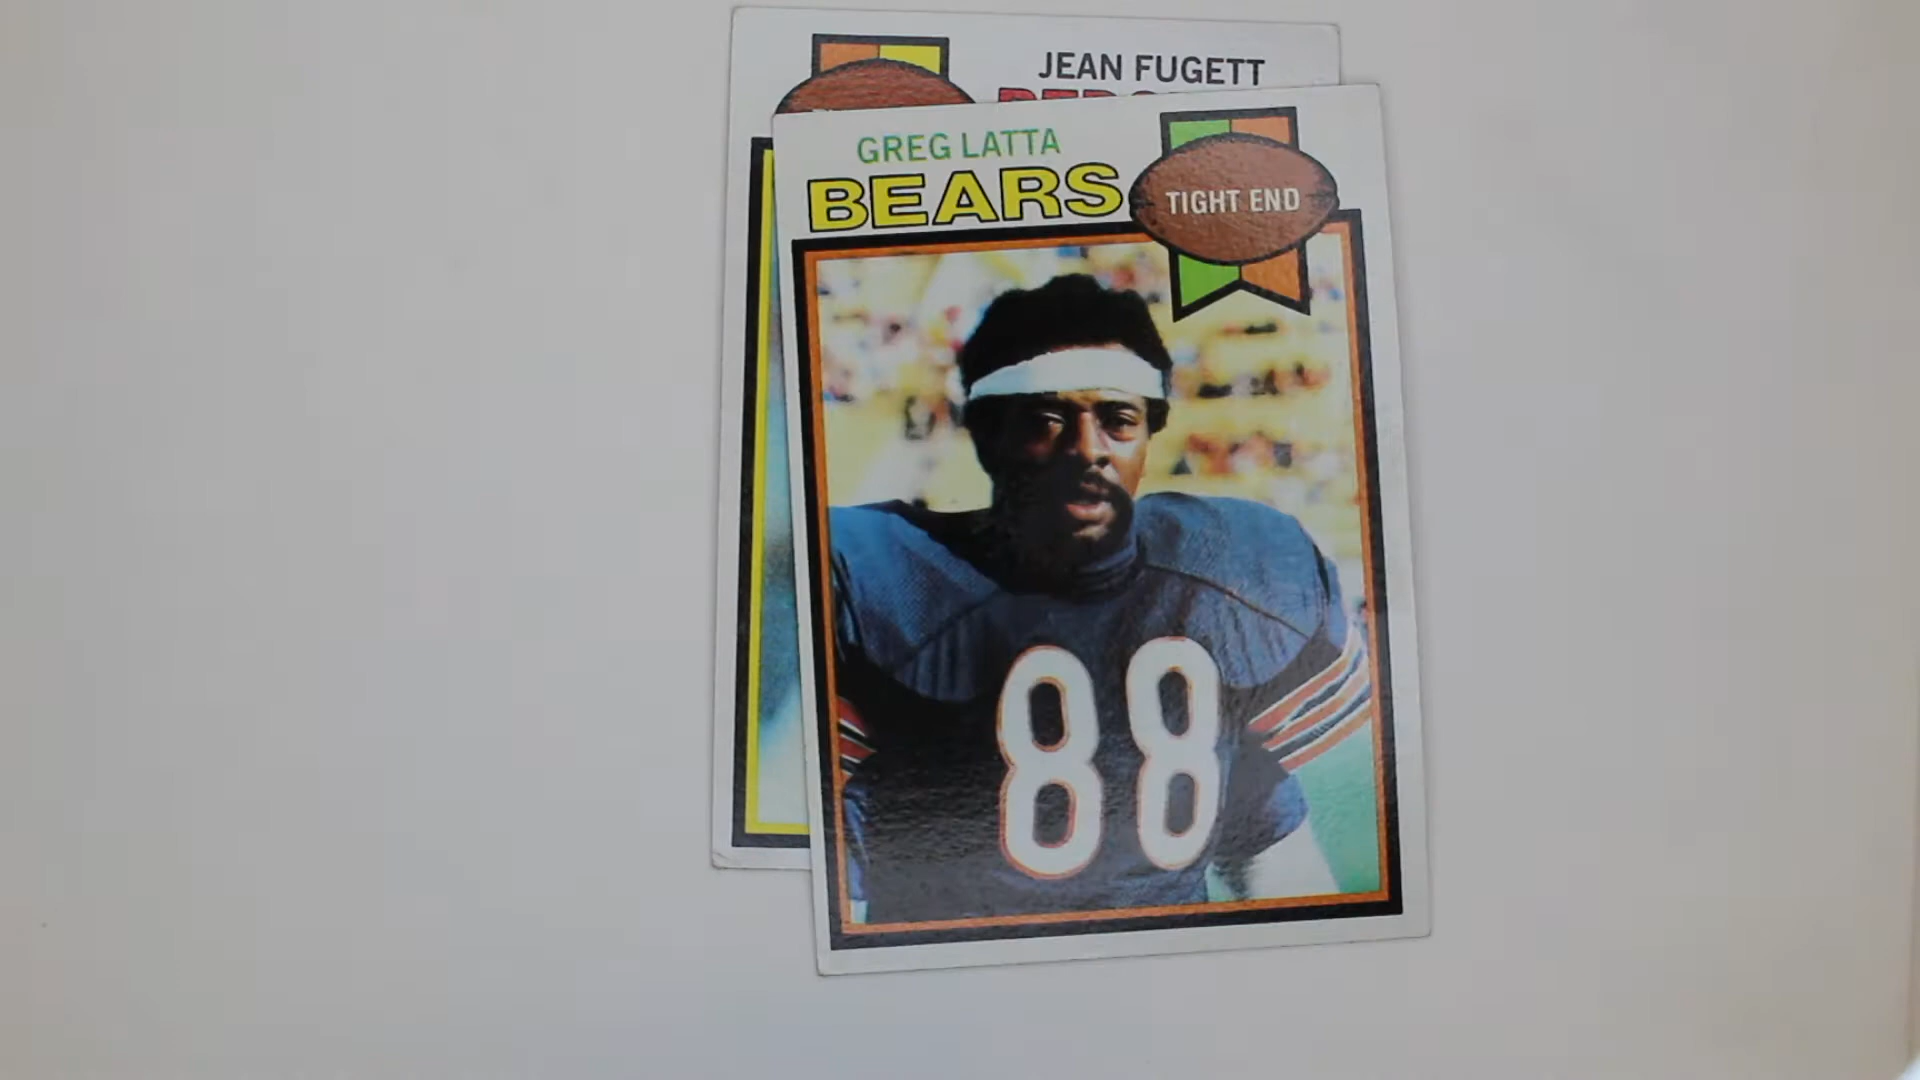 JEAN FUGETT
GREG LATTA
BEARS
TIGHT END
88